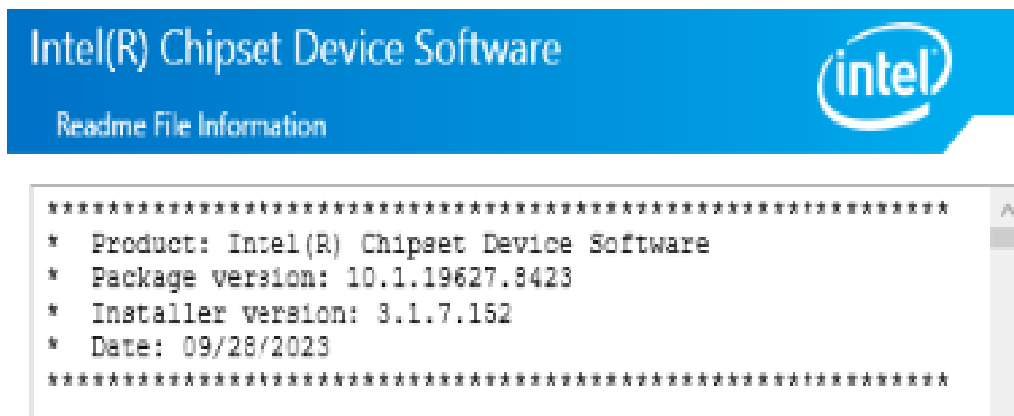 Intel(R) Chipset Device Software
intel
Readme File Information
************************************************************
* Product: Intel(R) Chipset Device Software
* Package version: 10.1.19627.8423
* Installer version: 3.1.7.152
* Date: 09/28/2023
************************************************************